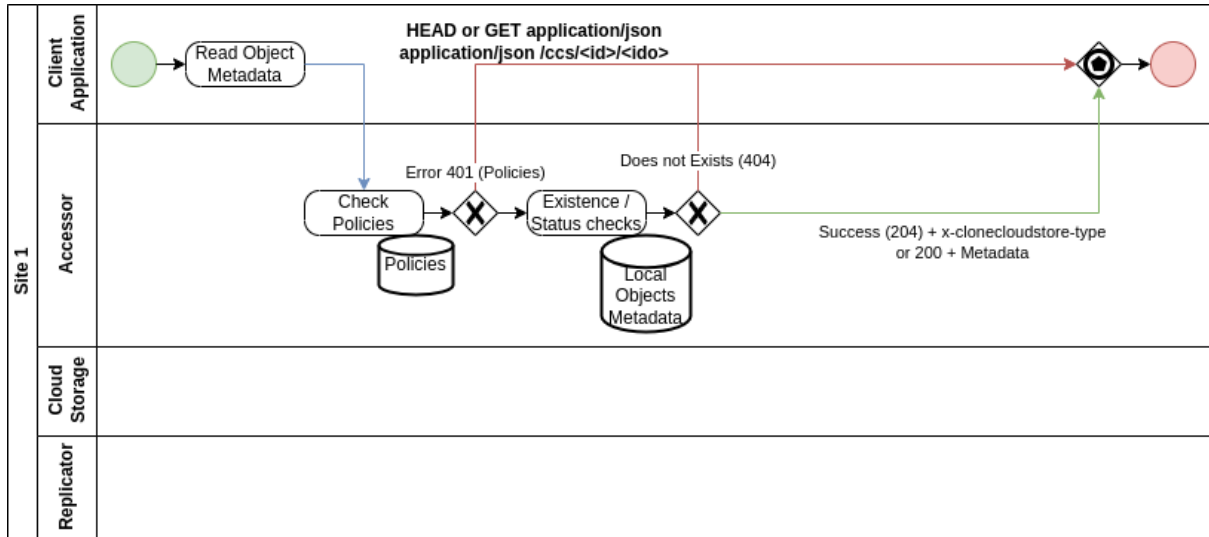 Site 1
Client
Application
Read Object
Metadata
HEAD or GET application/json
application/json /ccs/<id>/<ido>
Accessor
Error 401 (Policies)
Does not Exists (404)
Check
Policies
Policies
Existence /
Status checks
Local
Objects
Metadata
Success (204) + x-clonecloudstore-type
or 200 + Metadata
Cloud
Storage
Replicator